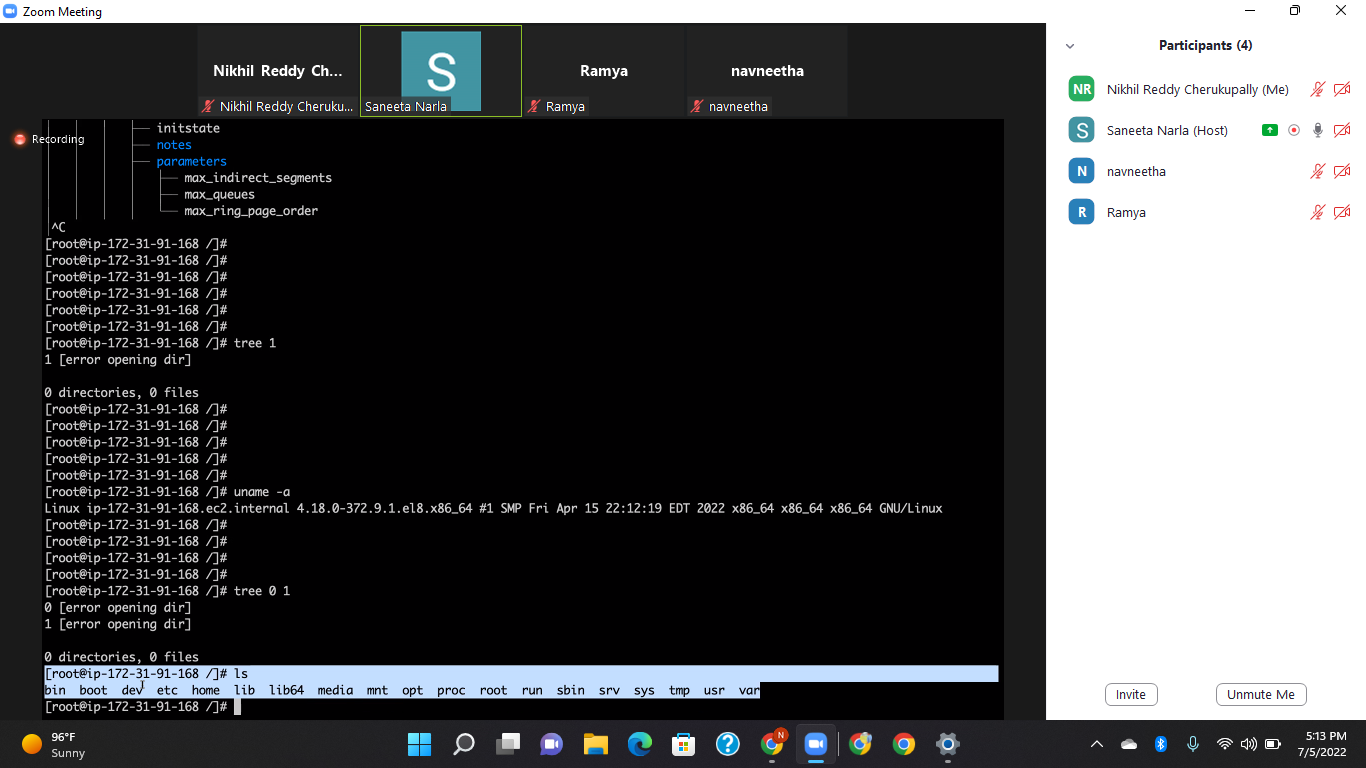 Zoom Meeting
Nikhil Reddy Ch...
Nikhil Reddy Cheruku...
S
Saneeta Narla
Ramya
Ramya
navneetha
navneetha
Recording
initstate
notes
parameters
max_indirect_segments
max_queues
max_ring_page_order
^C
[root@ip-172-31-91-168 /]#
[root@ip-172-31-91-168 /]#
[root@ip-172-31-91-168 /]#
[root@ip-172-31-91-168 /]#
[root@ip-172-31-91-168 /]#
[root@ip-172-31-91-168 /]#
[root@ip-172-31-91-168 /]# tree 1
1 [error opening dir]
0 directories, 0 files
[root@ip-172-31-91-168 /]#
[root@ip-172-31-91-168 /]#
[root@ip-172-31-91-168 /]#
[root@ip-172-31-91-168 /]#
[root@ip-172-31-91-168 /]#
[root@ip-172-31-91-168 /]# uname -a
Linux ip-172-31-91-168.ec2.internal 4.18.0-372.9.1.el8.x86_64 #1 SMP Fri Apr 15 22:12:19 EDT 2022 x86_64 x86_64 x86_64 GNU/Linux
[root@ip-172-31-91-168 /]#
[root@ip-172-31-91-168 /]#
[root@ip-172-31-91-168 /]#
[root@ip-172-31-91-168 /]#
[root@ip-172-31-91-168 /]# tree 0 1
0 [error opening dir]
1 [error opening dir]
0 directories, 0 files
[root@ip-172-31-91-168 /]# ls
bin boot dev etc home lib lib64 media mnt opt proc root run sbin srv sys tmp usr var
[root@ip-172-31-91-168 /]#
Participants (4)
NR Nikhil Reddy Cherukupally (Me)
S Saneeta Narla (Host)
N navneetha
R Ramya
Invite
Unmute Me
96°F
Sunny
N
5:13 PM
7/5/2022